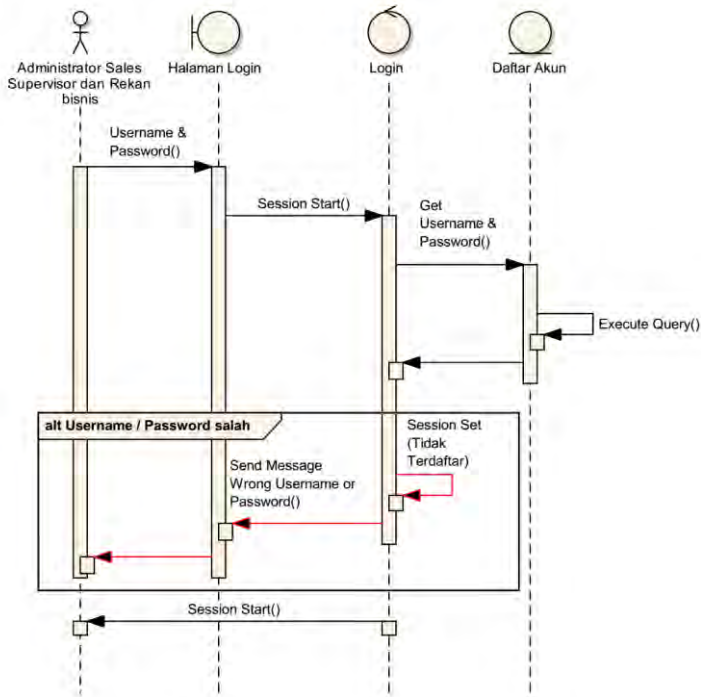 Administrator Sales
Supervisor dan Rekan
bisnis
Halaman Login
Login
Daftar Akun
Username &
Password()
Session Start()
Get
Username &
Password()
Execute Query()
alt Username / Password salah
Session Set
(Tidak
Terdaftar)
Send Message
Wrong Username or
Password()
Session Start()